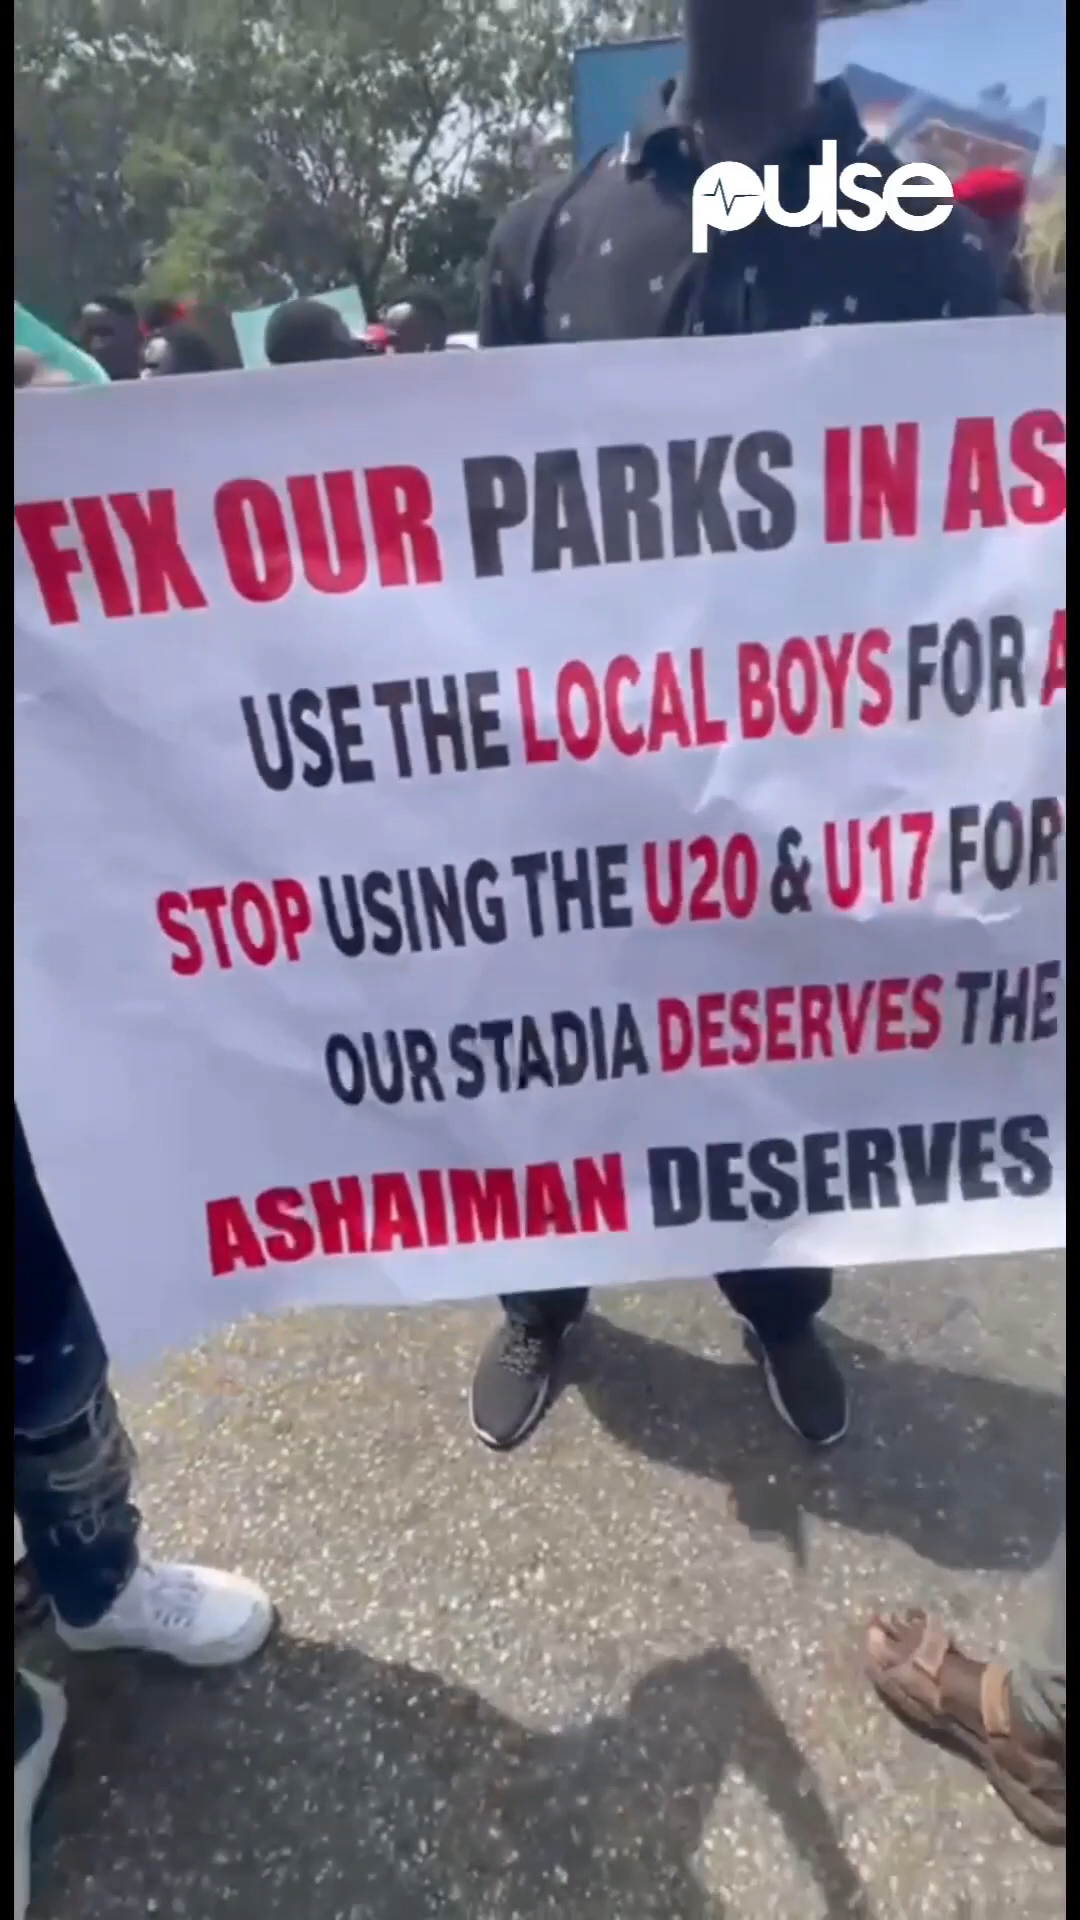 pulse
FIX OUR PARKS IN AS
USE THE LOCAL BOYS FOR A
STOP USING THE U20 & U17 FOR
OUR STADIA DESERVES THE
ASHAIMAN DESERVES